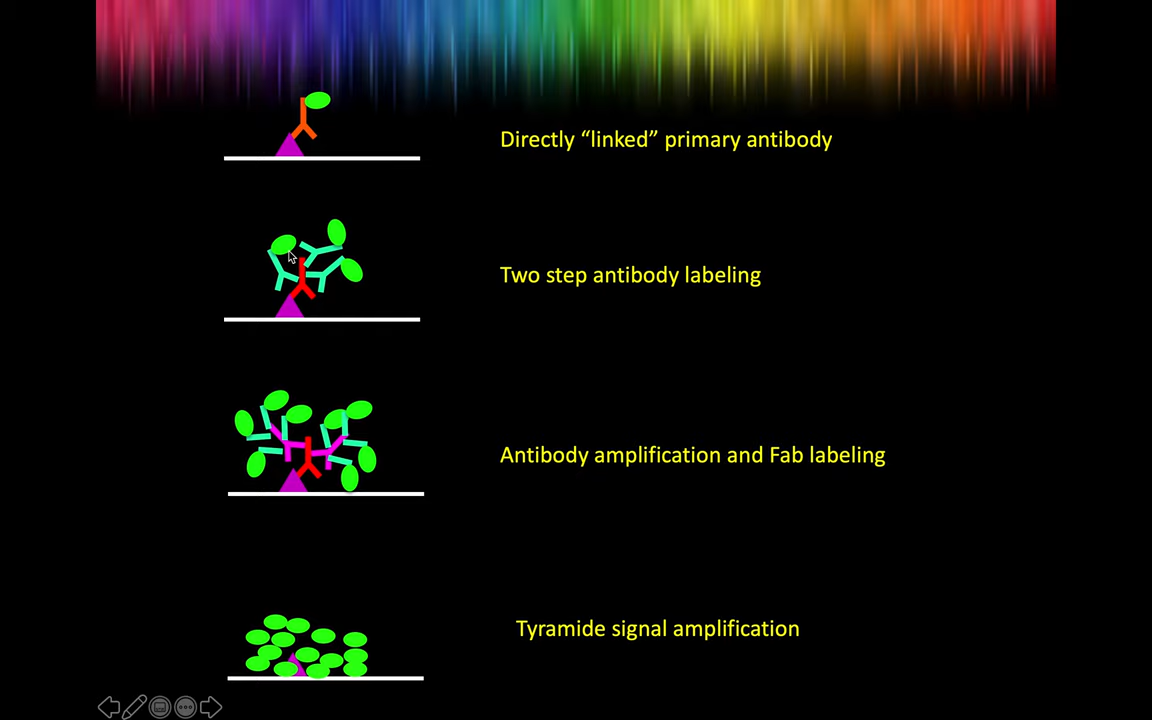 Directly “linked” primary antibody
Two step antibody labeling
Antibody amplification and Fab labeling
Tyramide signal amplification